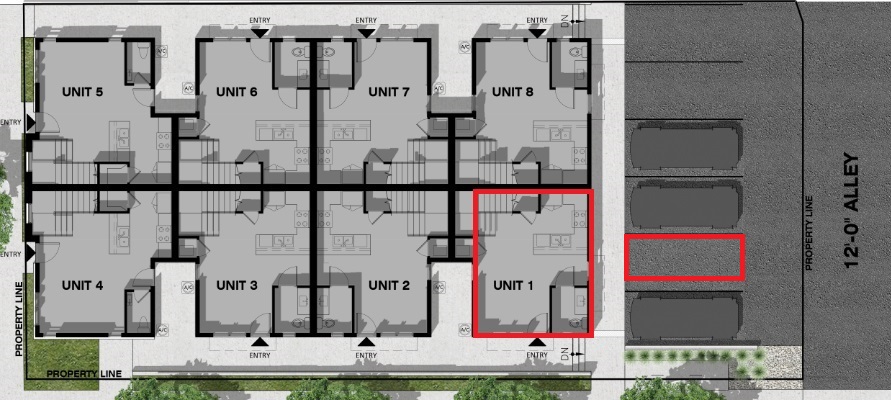 ENTRY
ENTRY
ENTRY
DN
A/C
A/C
A/C
A/C
UNIT 5
UNIT 6
UNIT 7
UNIT 8
ENTRY
12'-0" ALLEY
PROPERTY LINE
ENTRY
UNIT 4
UNIT 3
UNIT 2
UNIT 1
PROPERTY LINE
A/C
A/C
A/C
ENTRY
ENTRY
ENTRY
DN
PROPERTY LINE